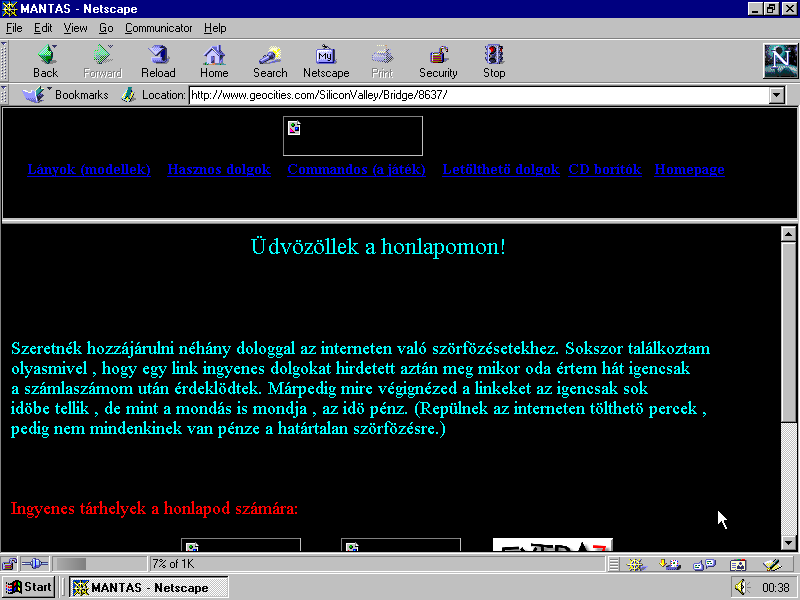 MANTAS - Netscape
File Edit View Go Communicator Help
Back Forward Reload Home Search Netscape Print Security Stop
My
N
Bookmarks Location: http://www.geocities.com/SiliconValley/Bridge/8637/
Lányok (modellek) Hasznos dolgok Commandos (a játék) Letölthető dolgok CD borítok Homepage
Üdvözöllek a honlapomon!
Szeretnék hozzájárulni néhány dologgal az interneten való szörfözésetekhez. Sokszor találkoztam
olyasmivel , hogy egy link ingyenes dolgokat hirdetett aztán meg mikor oda értem hát igencsak
a számlaszámom után érdeklödtek. Márpedig mire végignézed a linkeket az igencsak sok
idöbe tellik , de mint a mondás is mondja , az idö pénz. (Repülnek az interneten tölthetö percek ,
pedig nem mindenkinek van pénze a határtalan szörfözésre.)
Ingyenes tárhelyek a honlapod számára:
7% of 1K
Start MANTAS - Netscape 00:38